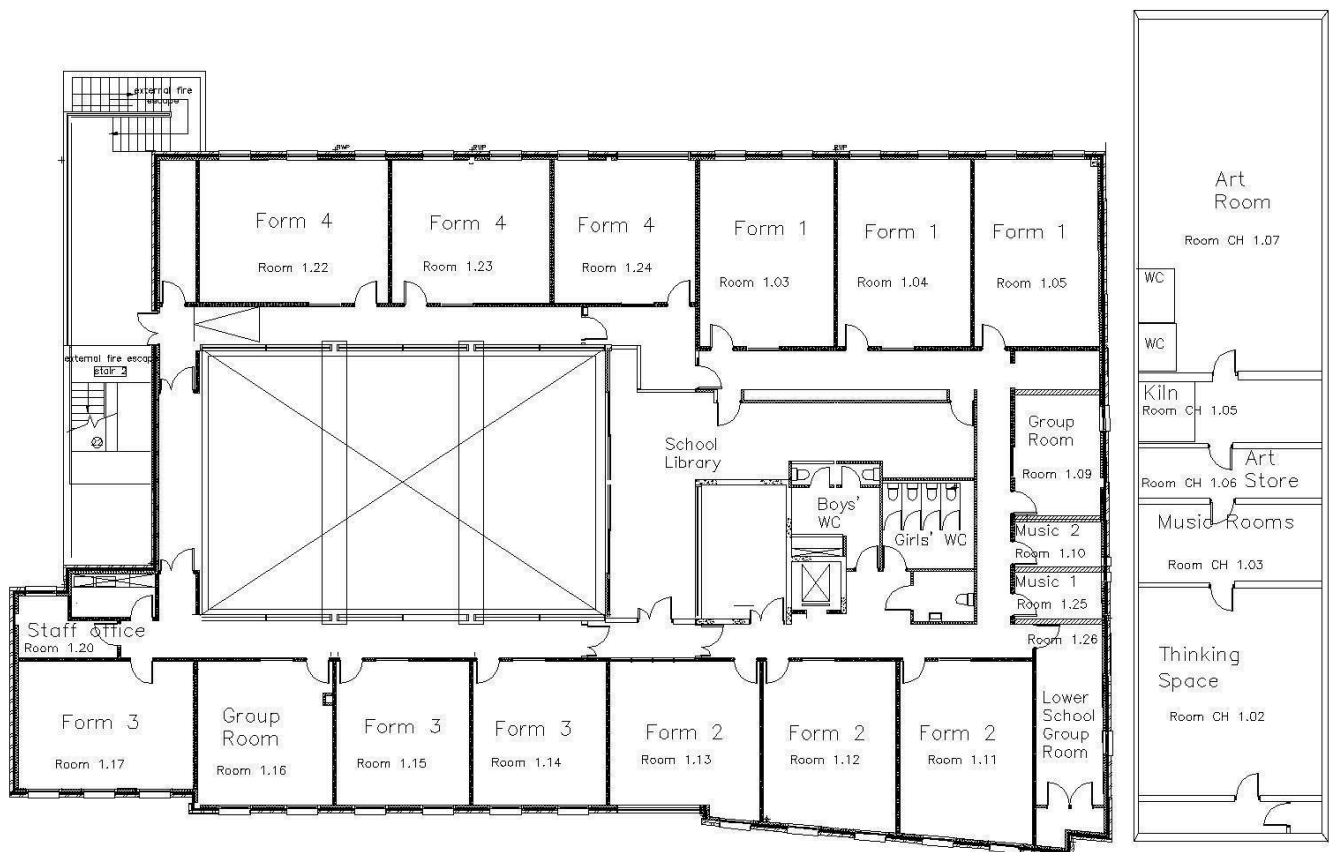 external fire
escape
RWP
RWP
RWP
Form 4
Room 1.22
Form 4
Room 1.23
Form 4
Room 1.24
Form 1
Room 1.03
Form 1
Room 1.04
Form 1
Room 1.05
Art
Room
Room CH 1.07
WC
WC
external fire escape
stair 2
Kiln
Room CH 1.05
Group
Room
Room 1.09
School
Library
Art
Store
Room CH 1.06
Boys'
WC
Girls' WC
Music Rooms
Room CH 1.03
Music 2
Room 1.10
Music 1
Room 1.25
Staff office
Room 1.20
Room 1.26
Lower
School
Group
Room
Thinking
Space
Room CH 1.02
Form 3
Room 1.17
Group
Room
Room 1.16
Form 3
Room 1.15
Form 3
Room 1.14
Form 2
Room 1.13
Form 2
Room 1.12
Form 2
Room 1.11